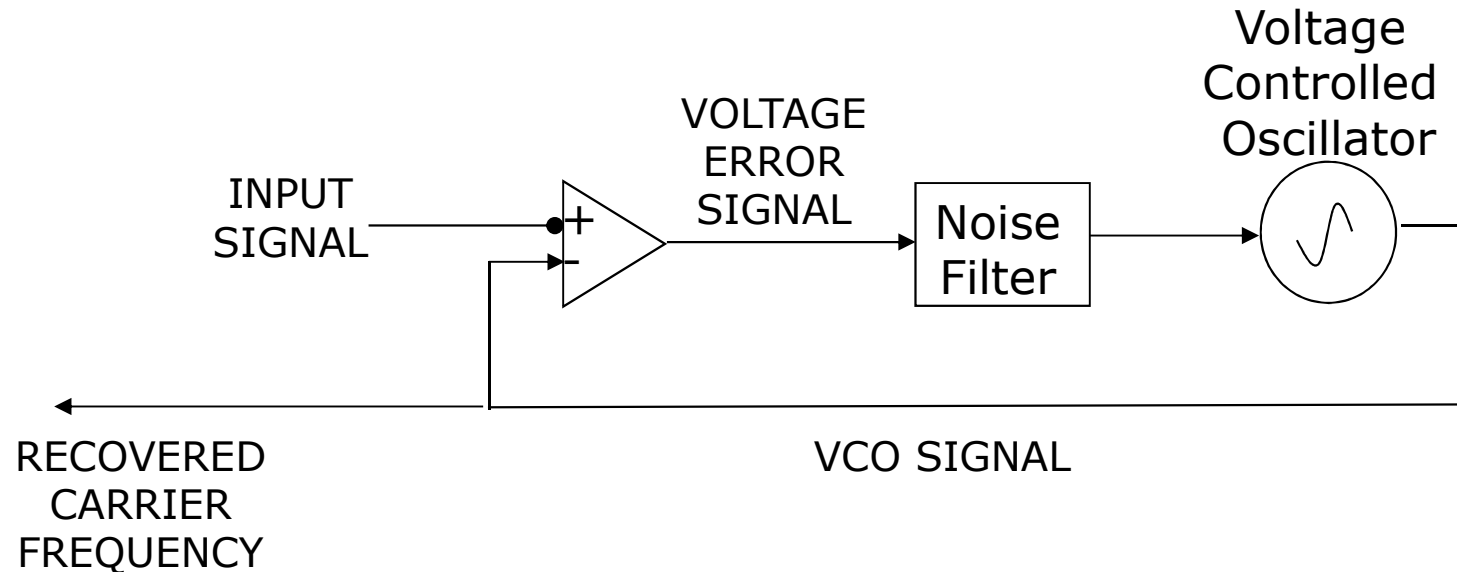 Voltage
Controlled
Oscillator
VOLTAGE
ERROR
SIGNAL
INPUT
SIGNAL
+
-
Noise
Filter
RECOVERED
CARRIER
FREQUENCY
VCO SIGNAL